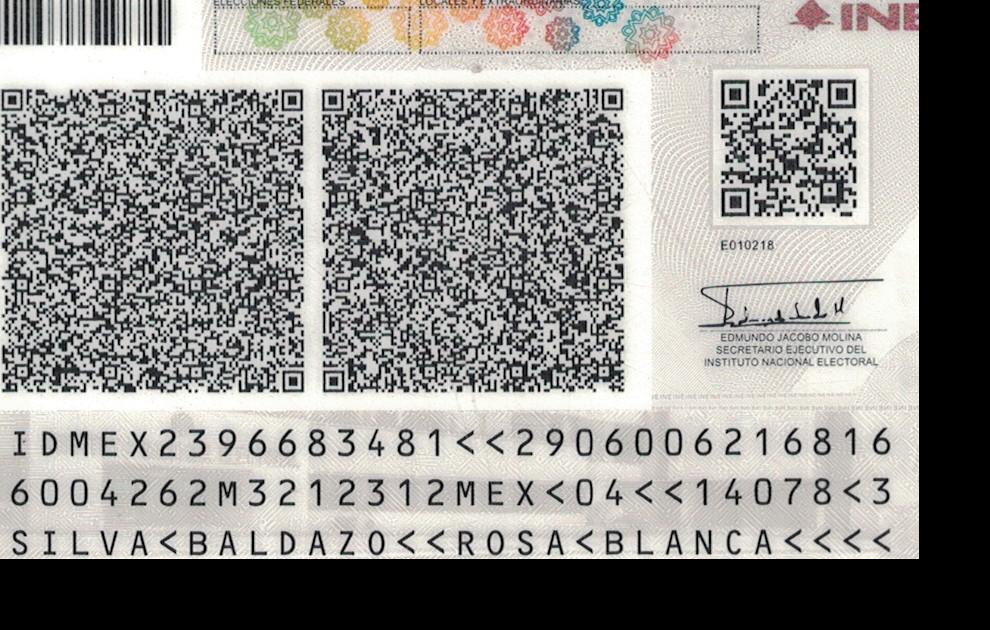 ELECCIONES FEDERALES
LOCALES Y EXTRAORDINARIAS
INE
E010218
EDMUNDO JACOBO MOLINA
SECRETARIO EJECUTIVO DEL
INSTITUTO NACIONAL ELECTORAL
IDMEX2396683481<<2906006216816
6004262M3212312MEX<04<<14078<3
SILVA<BALDAZO<<ROSA<BLANCA<<<<